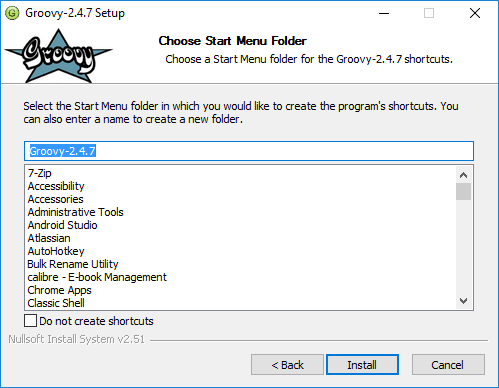 Groovy-2.4.7 Setup
Groovy
Choose Start Menu Folder
Choose a Start Menu folder for the Groovy-2.4.7 shortcuts.
Select the Start Menu folder in which you would like to create the program's shortcuts. You
can also enter a name to create a new folder.
Groovy-2.4.7
7-Zip
Accessibility
Accessories
Administrative Tools
Android Studio
Atlassian
AutoHotkey
Bulk Rename Utility
calibre - E-book Management
Chrome Apps
Classic Shell
Do not create shortcuts
Nullsoft Install System v2.51
< Back
Install
Cancel